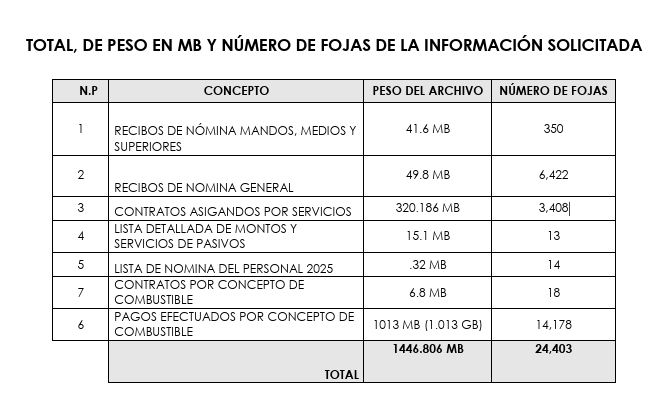 TOTAL, DE PESO EN MB Y NÚMERO DE FOJAS DE LA INFORMACIÓN SOLICITADA
N.P CONCEPTO PESO DEL ARCHIVO NÚMERO DE FOJAS
1 RECIBOS DE NÓMINA MANDOS, MEDIOS Y 41.6 MB 350
SUPERIORES
2 RECIBOS DE NOMINA GENERAL 49.8 MB 6,422
3 CONTRATOS ASIGANDOS POR SERVICIOS 320.186 MB 3,408
4 LISTA DETALLADA DE MONTOS Y 15.1 MB 13
SERVICIOS DE PASIVOS
5 LISTA DE NOMINA DEL PERSONAL 2025 .32 MB 14
7 CONTRATOS POR CONCEPTO DE 6.8 MB 18
COMBUSTIBLE
6 PAGOS EFECTUADOS POR CONCEPTO DE 1013 MB (1.013 GB) 14,178
COMBUSTIBLE
1446.806 MB 24,403
TOTAL